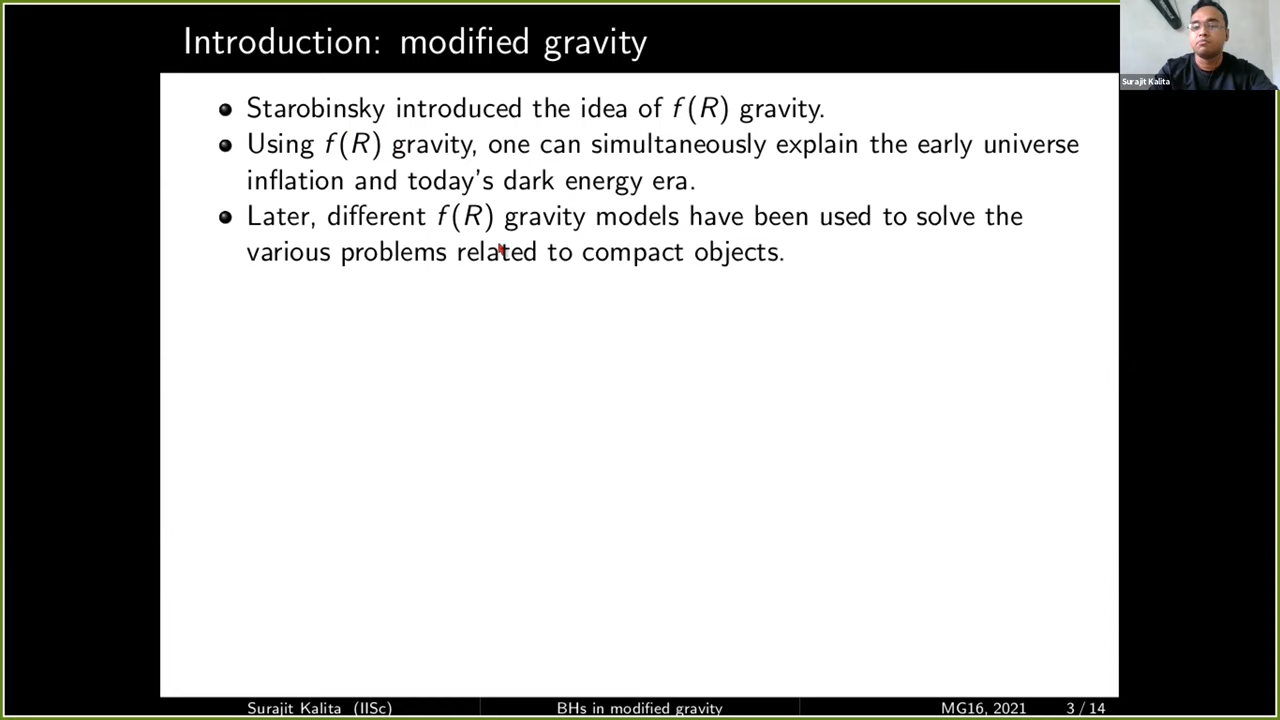 Introduction: modified gravity
Surajit Kalita
Starobinsky introduced the idea of f(R) gravity.
Using f(R) gravity, one can simultaneously explain the early universe
inflation and today's dark energy era.
Later, different f(R) gravity models have been used to solve the
various problems related to compact objects.
Surajit Kalita (IISc) BHs in modified gravity MG16, 2021 3 / 14